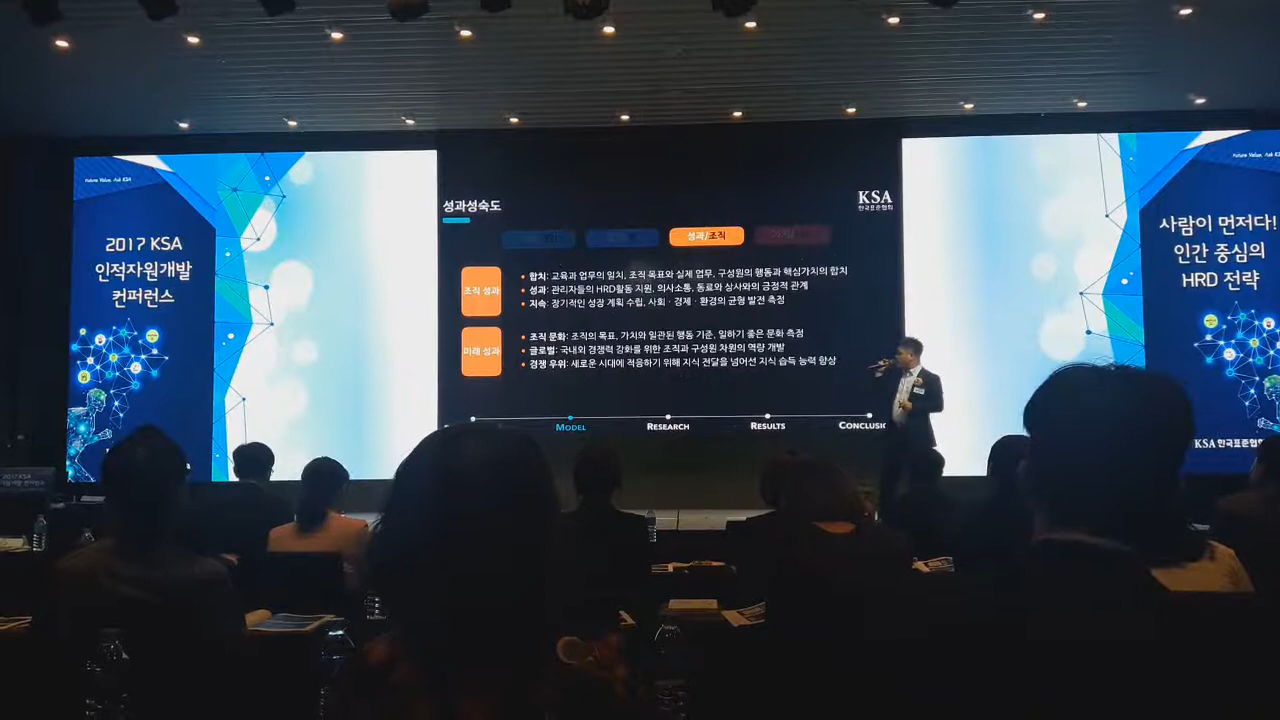 Future Value, Ask KSA
2017 KSA
인적자원개발
컨퍼런스
성과성숙도
KSA
한국표준협회
성과/조직
조직 성과
합치: 교육과 업무의 일치, 조직 목표와 실제 업무, 구성원의 행동과 핵심가치의 합치
성과: 관리자들의 HRD활동 지원, 의사소통, 동료와 상사와의 긍정적 관계
지속: 장기적인 성장 계획 수립, 사회 · 경제 · 환경의 균형 발전 측정
미래 성과
조직 문화: 조직의 목표, 가치와 일관된 행동 기준, 일하기 좋은 문화 측정
글로벌: 국내외 경쟁력 강화를 위한 조직과 구성원 차원의 역량 개발
경쟁 우위: 새로운 시대에 적응하기 위해 지식 전달을 넘어선 지식 습득 능력 향상
MODEL
RESEARCH
RESULTS
CONCLUSIO
Future Value, Ask KS
사람이 먼저다!
인간 중심의
HRD 전략
KSA 한국표준협회
2017 KSA